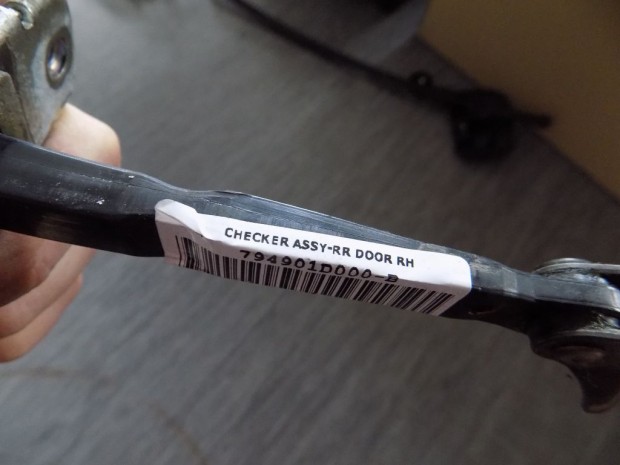 CHECKER ASSY-RR DOOR RH
794901D000-B